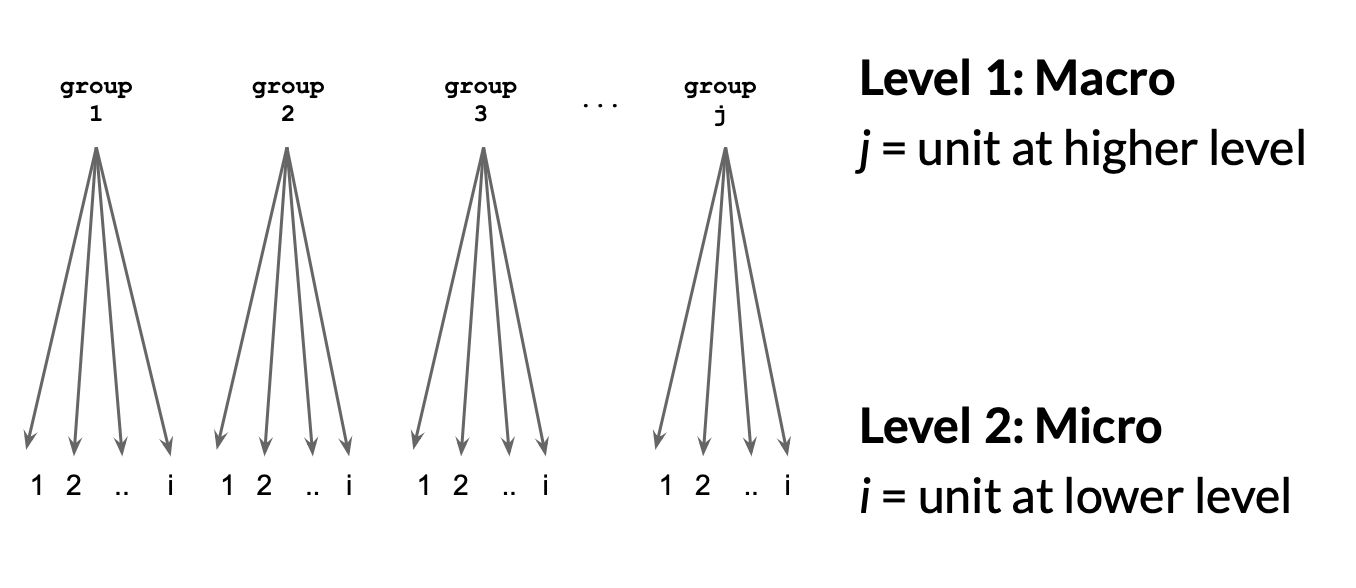 group
1
group
2
group
3
...
group
j
Level 1: Macro
j = unit at higher level
1 2 .. i
1 2 .. i
1 2 .. i
1 2 .. i
Level 2: Micro
i = unit at lower level